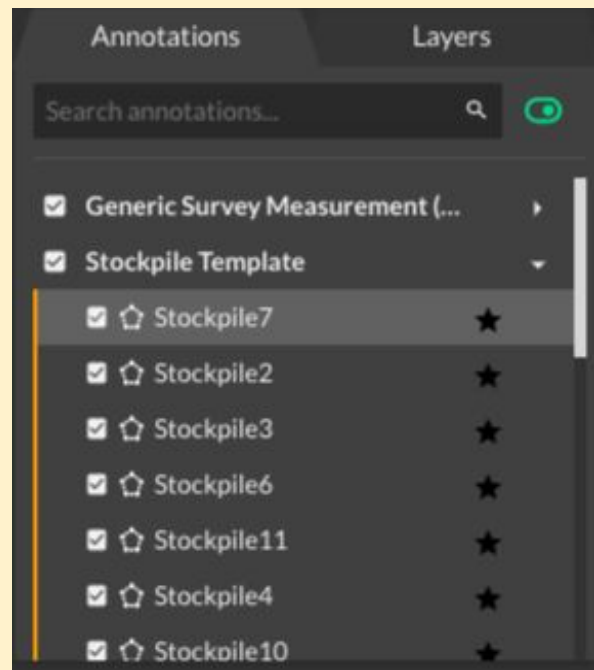 Annotations Layers
Search annotations...
Generic Survey Measurement (...
Stockpile Template
Stockpile7
Stockpile2
Stockpile3
Stockpile6
Stockpile11
Stockpile4
Stockpile10